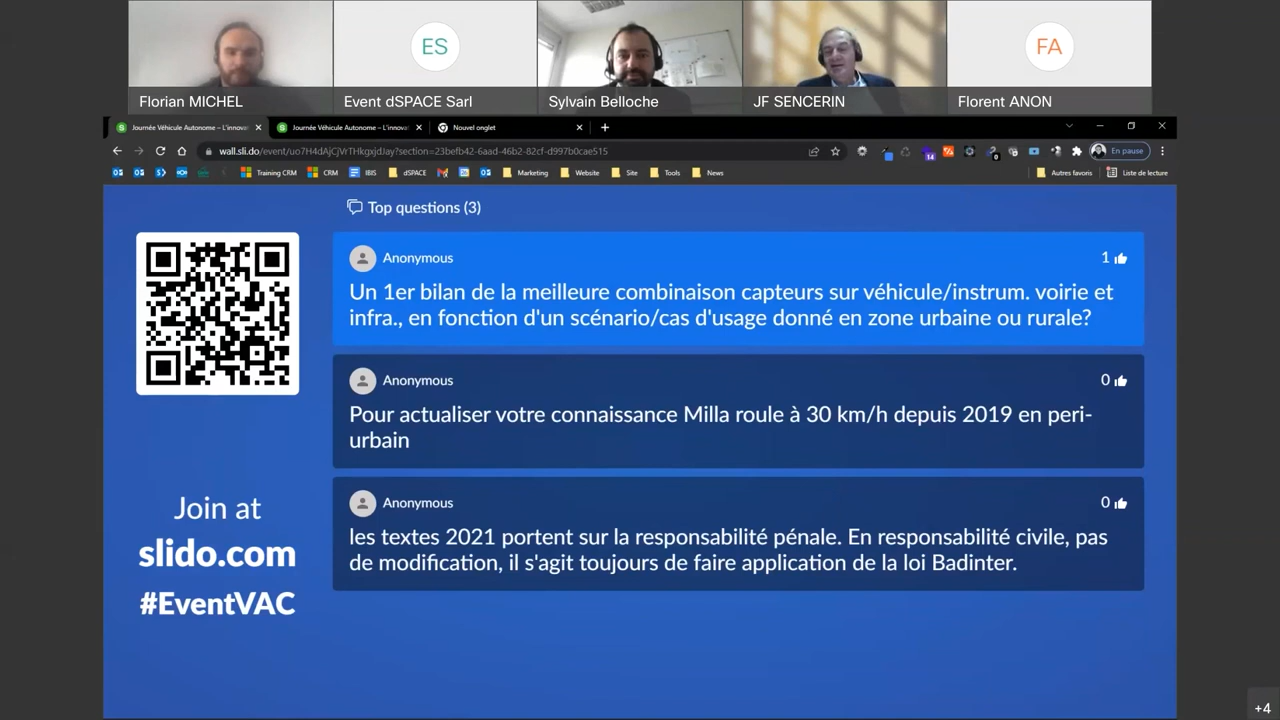 ES
FA
Florian MICHEL
Event dSPACE Sarl
Sylvain Belloche
JF SENCERIN
Florent ANON
Journée Véhicule Autonome – L'innova
Journée Véhicule Autonome – L'innova
Nouvel onglet
wall.sli.do/event/uo7H4dAjCjVrTHkgxjdJay?section=23befb42-6aad-46b2-82cf-d997b0cae515
En pause
Training CRM
CRM
IBIS
dSPACE
Marketing
Website
Site
Tools
News
Autres favoris
Liste de lecture
Top questions (3)
Anonymous
1
Un 1er bilan de la meilleure combinaison capteurs sur véhicule/instrum. voirie et
infra., en fonction d'un scénario/cas d'usage donné en zone urbaine ou rurale?
Anonymous
0
Pour actualiser votre connaissance Milla roule à 30 km/h depuis 2019 en peri-
urbain
Anonymous
0
les textes 2021 portent sur la responsabilité pénale. En responsabilité civile, pas
de modification, il s'agit toujours de faire application de la loi Badinter.
Join at
slido.com
#EventVAC
+4